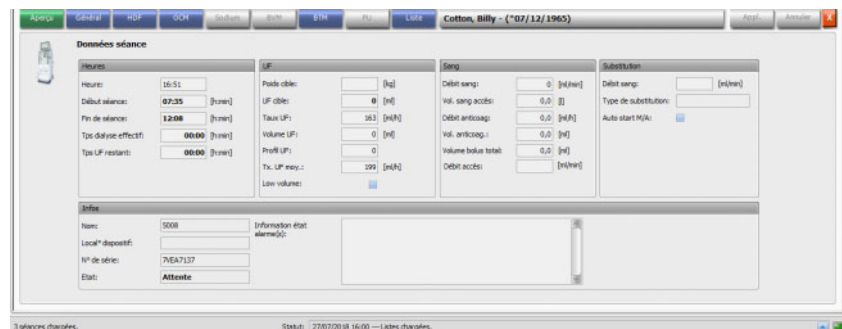 Aperçu Général HDF OCM Sodium BVM BTM PU Liste Cotton, Billy - (*07/12/1965) Appl. Annuler X
Données séance
Heures UF Sang Substitution
Heure: 16:51 Poids cible: [kg] Débit sang: 0 [ml/min] Débit sang: [ml/min]
Début séance: 07:35 [h:min] UF cible: 0 [ml] Vol. sang accès: 0,0 [l] Type de substitution:
Fin de séance: 12:08 [h:min] Taux UF: 163 [ml/h] Débit anticoag: 0,0 [ml/h] Auto start M/A:
Tps dialyse effectif: 00:00 [h:min] Volume UF: 0 [ml] Vol. anticoag.: 0,0 [ml]
Tps UF restant: 00:00 [h:min] Profil UF: 0 Volume bolus total: 0,0 [ml]
Tx. UF moy.: 199 [ml/h] Débit accès: [ml/min]
Low volume:
Infos
Nom: 5008 Information état
alarme(s):
Local° dispositif:
N° de série: 7VEA7137
Etat: Attente
3 séances chargées. Statut: 27/07/2018 16:00 --- Listes chargées.